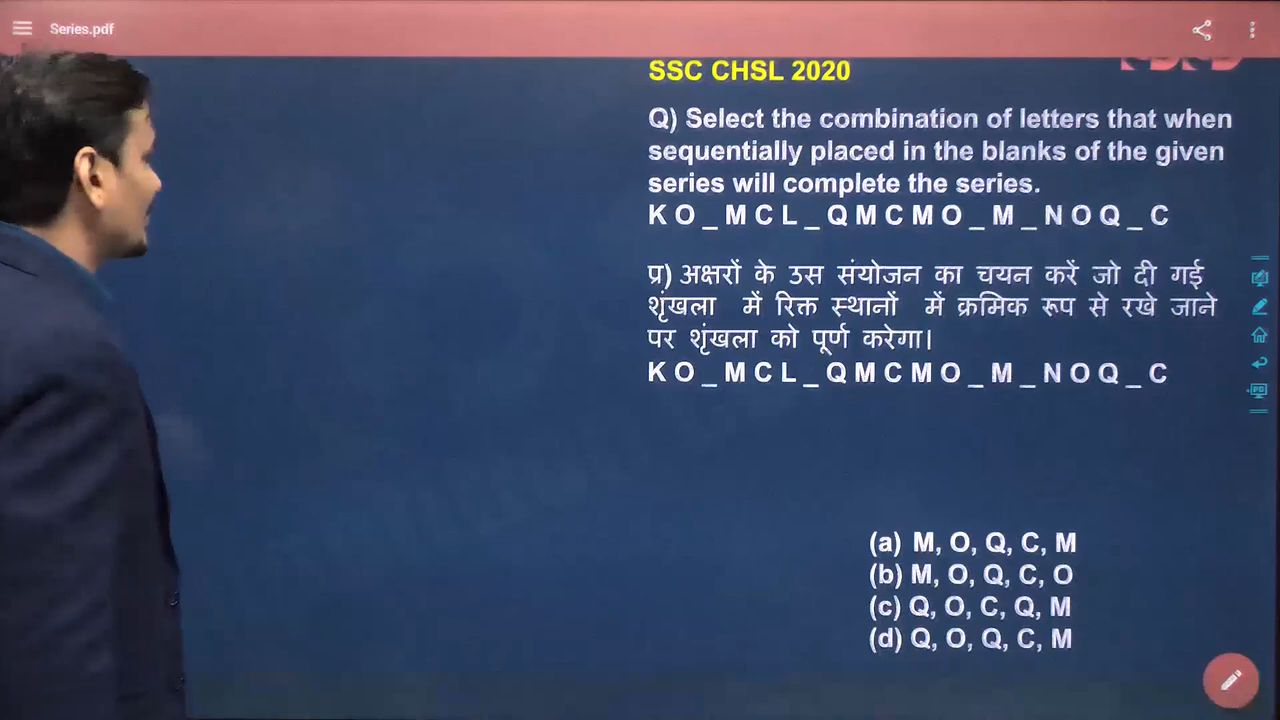 Series.pdf
SSC CHSL 2020
Q) Select the combination of letters that when
sequentially placed in the blanks of the given
series will complete the series.
K O _ M C L _ Q M C M O _ M _ N O Q _ C
प्र) अक्षरों के उस संयोजन का चयन करें जो दी गई
शृंखला में रिक्त स्थानों में क्रमिक रूप से रखे जाने
पर शृंखला को पूर्ण करेगा।
K O _ M C L _ Q M C M O _ M _ N O Q _ C
(a) M, O, Q, C, M
(b) M, O, Q, C, O
(c) Q, O, C, Q, M
(d) Q, O, Q, C, M